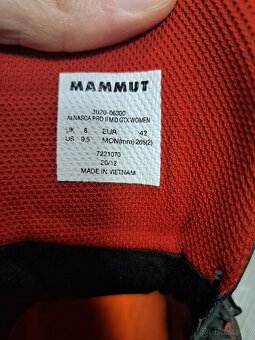 MAMMUT
3020-06300
ALNASCA PRO II MID GTX WOMEN
UK 8 EUR 42
US 9.5 MON(mm) 265(2)
7221070
20/12
MADE IN VIETNAM